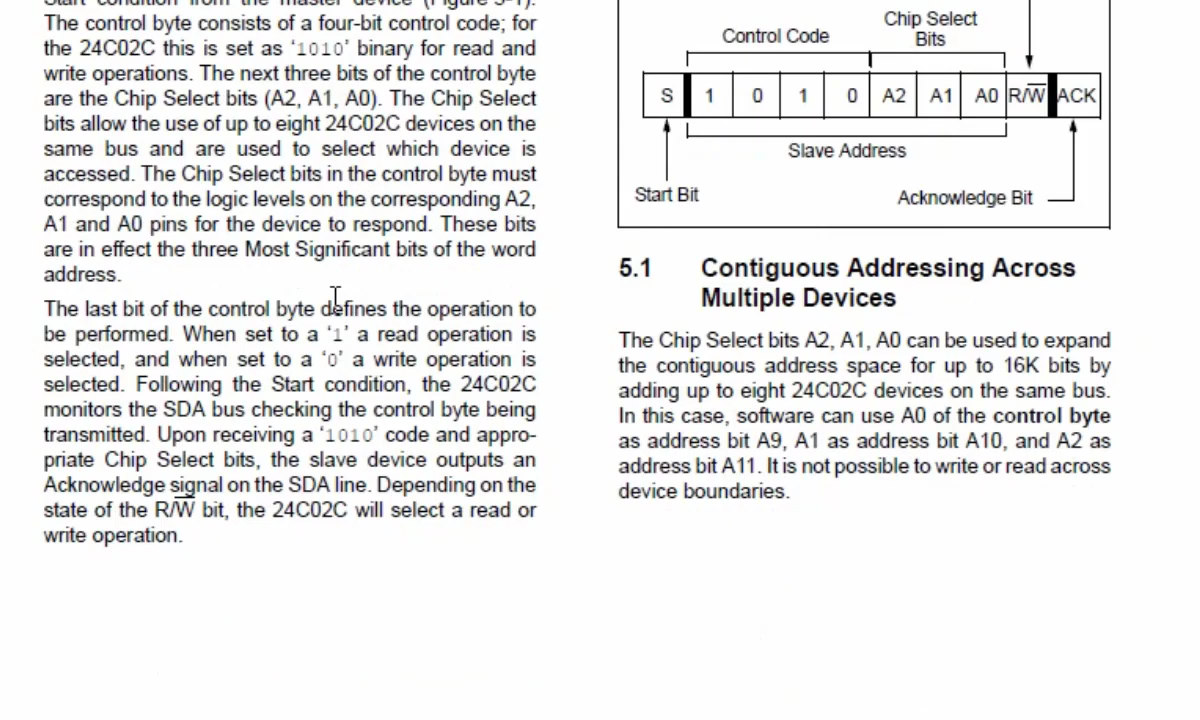 Start condition from the master device (Figure 5-1).
The control byte consists of a four-bit control code; for
the 24C02C this is set as ‘1010’ binary for read and
write operations. The next three bits of the control byte
are the Chip Select bits (A2, A1, A0). The Chip Select
bits allow the use of up to eight 24C02C devices on the
same bus and are used to select which device is
accessed. The Chip Select bits in the control byte must
correspond to the logic levels on the corresponding A2,
A1 and A0 pins for the device to respond. These bits
are in effect the three Most Significant bits of the word
address.
The last bit of the control byte defines the operation to
be performed. When set to a ‘1’ a read operation is
selected, and when set to a ‘0’ a write operation is
selected. Following the Start condition, the 24C02C
monitors the SDA bus checking the control byte being
transmitted. Upon receiving a ‘1010’ code and appro-
priate Chip Select bits, the slave device outputs an
Acknowledge signal on the SDA line. Depending on the
state of the R/W bit, the 24C02C will select a read or
write operation.
Chip Select
Control Code Bits
S 1 0 1 0 A2 A1 A0 R/W ACK
Slave Address
Start Bit
Acknowledge Bit
5.1 Contiguous Addressing Across
Multiple Devices
The Chip Select bits A2, A1, A0 can be used to expand
the contiguous address space for up to 16K bits by
adding up to eight 24C02C devices on the same bus.
In this case, software can use A0 of the control byte
as address bit A9, A1 as address bit A10, and A2 as
address bit A11. It is not possible to write or read across
device boundaries.